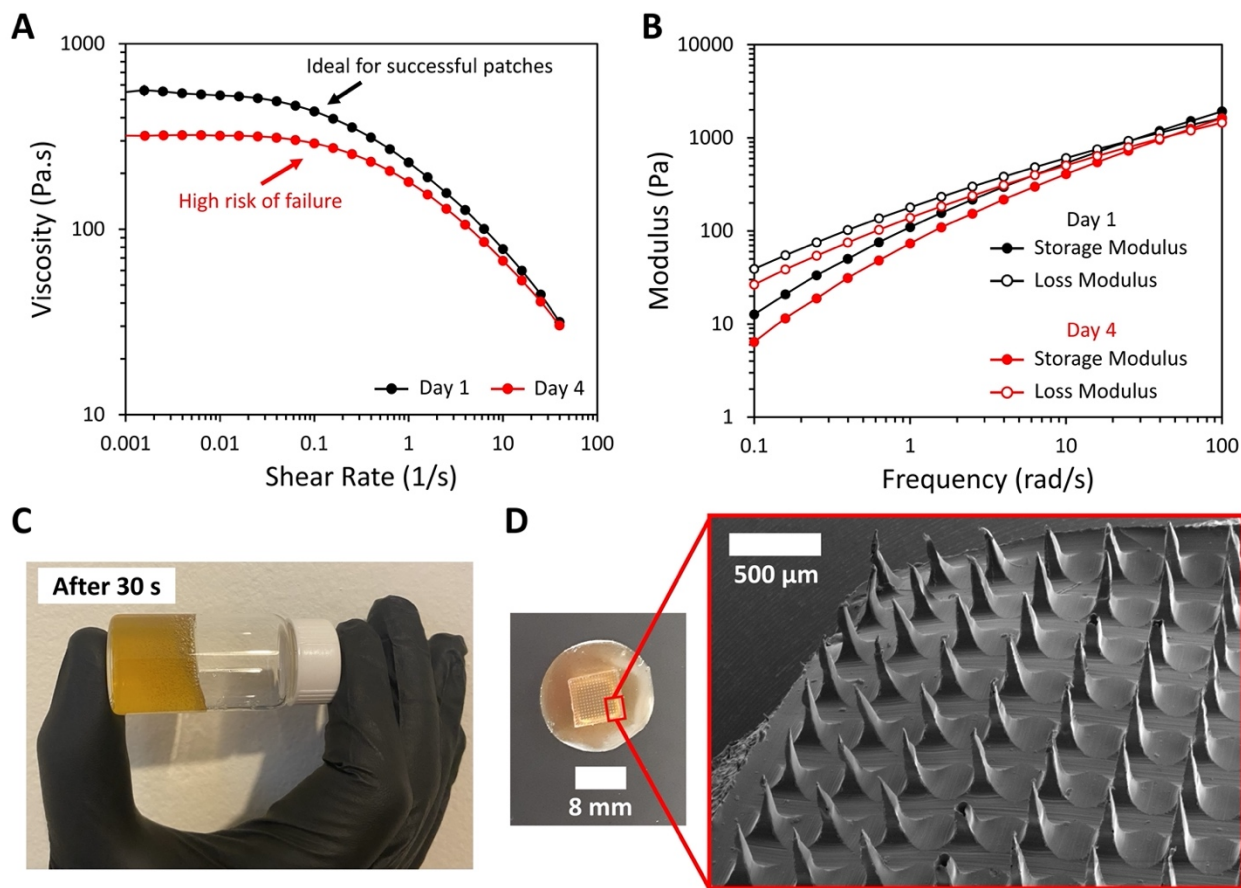 A
Viscosity (Pa.s)
1000
100
10
Ideal for successful patches
High risk of failure
Day 1
Day 4
0.001
0.01
0.1
1
10
100
Shear Rate (1/s)
B
Modulus (Pa)
10000
1000
100
10
1
Day 1
Storage Modulus
Loss Modulus
Day 4
Storage Modulus
Loss Modulus
0.1
1
10
100
Frequency (rad/s)
C
After 30 s
D
8 mm
500 μm